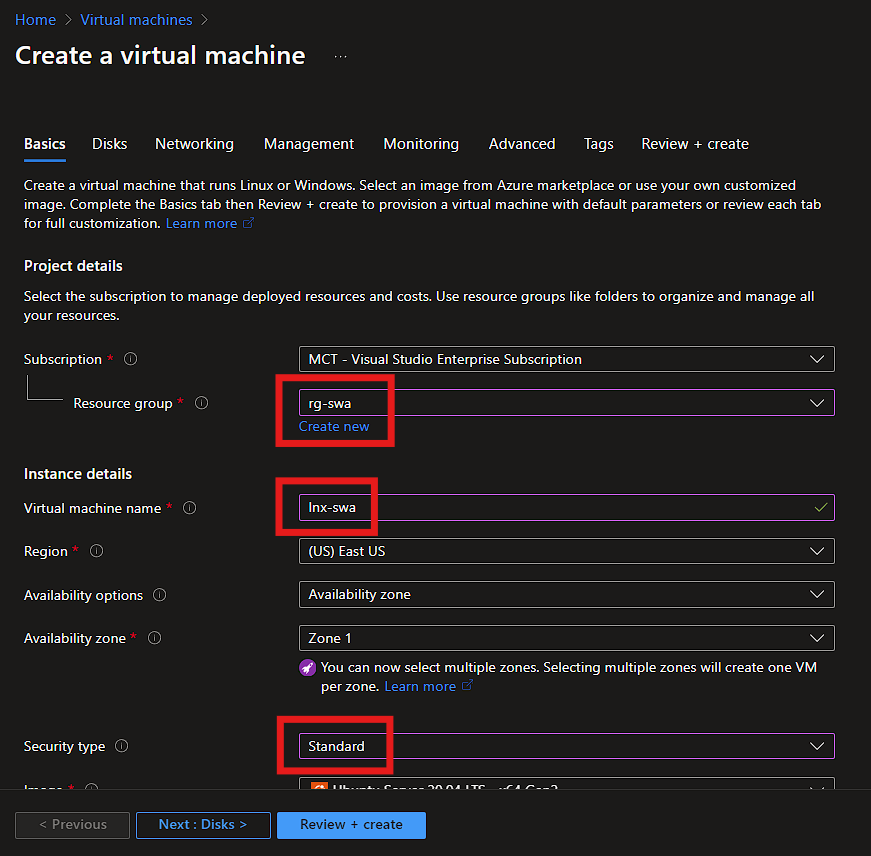 Home > Virtual machines >
Create a virtual machine ...
Basics Disks Networking Management Monitoring Advanced Tags Review + create
Create a virtual machine that runs Linux or Windows. Select an image from Azure marketplace or use your own customized
image. Complete the Basics tab then Review + create to provision a virtual machine with default parameters or review each tab
for full customization. Learn more
Project details
Select the subscription to manage deployed resources and costs. Use resource groups like folders to organize and manage all
your resources.
Subscription * MCT - Visual Studio Enterprise Subscription
Resource group * rg-swa
Create new
Instance details
Virtual machine name * lnx-swa
Region * (US) East US
Availability options Availability zone
Availability zone * Zone 1
You can now select multiple zones. Selecting multiple zones will create one VM
per zone. Learn more
Security type Standard
Image * Ubuntu Server 20.04 LTS - x64 Gen2
< Previous Next : Disks > Review + create